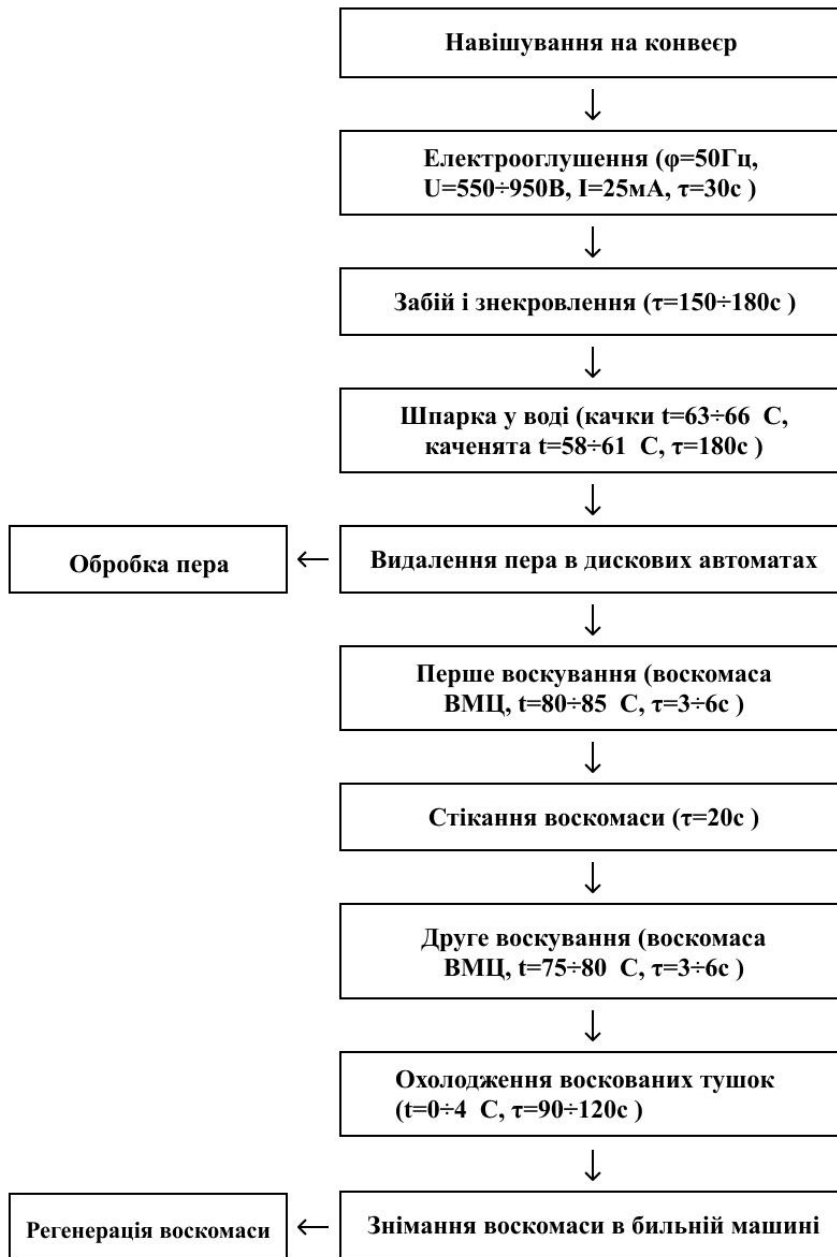 Навішування на конвеєр
Електрооглушення (φ=50Гц,
U=550÷950В, I=25мА, τ=30с )
Забій і знекровлення (τ=150÷180с )
Шпарка у воді (качки t=63÷66  С,
каченята t=58÷61  С, τ=180с )
Обробка пера
Видалення пера в дискових автоматах
Перше воскування (воскомаса
ВМЦ, t=80÷85  С, τ=3÷6с )
Стікання воскомаси (τ=20с )
Друге воскування (воскомаса
ВМЦ, t=75÷80  С, τ=3÷6с )
Охолодження воскованих тушок
(t=0÷4  С, τ=90÷120с )
Регенерація воскомаси
Знімання воскомаси в бильній машині